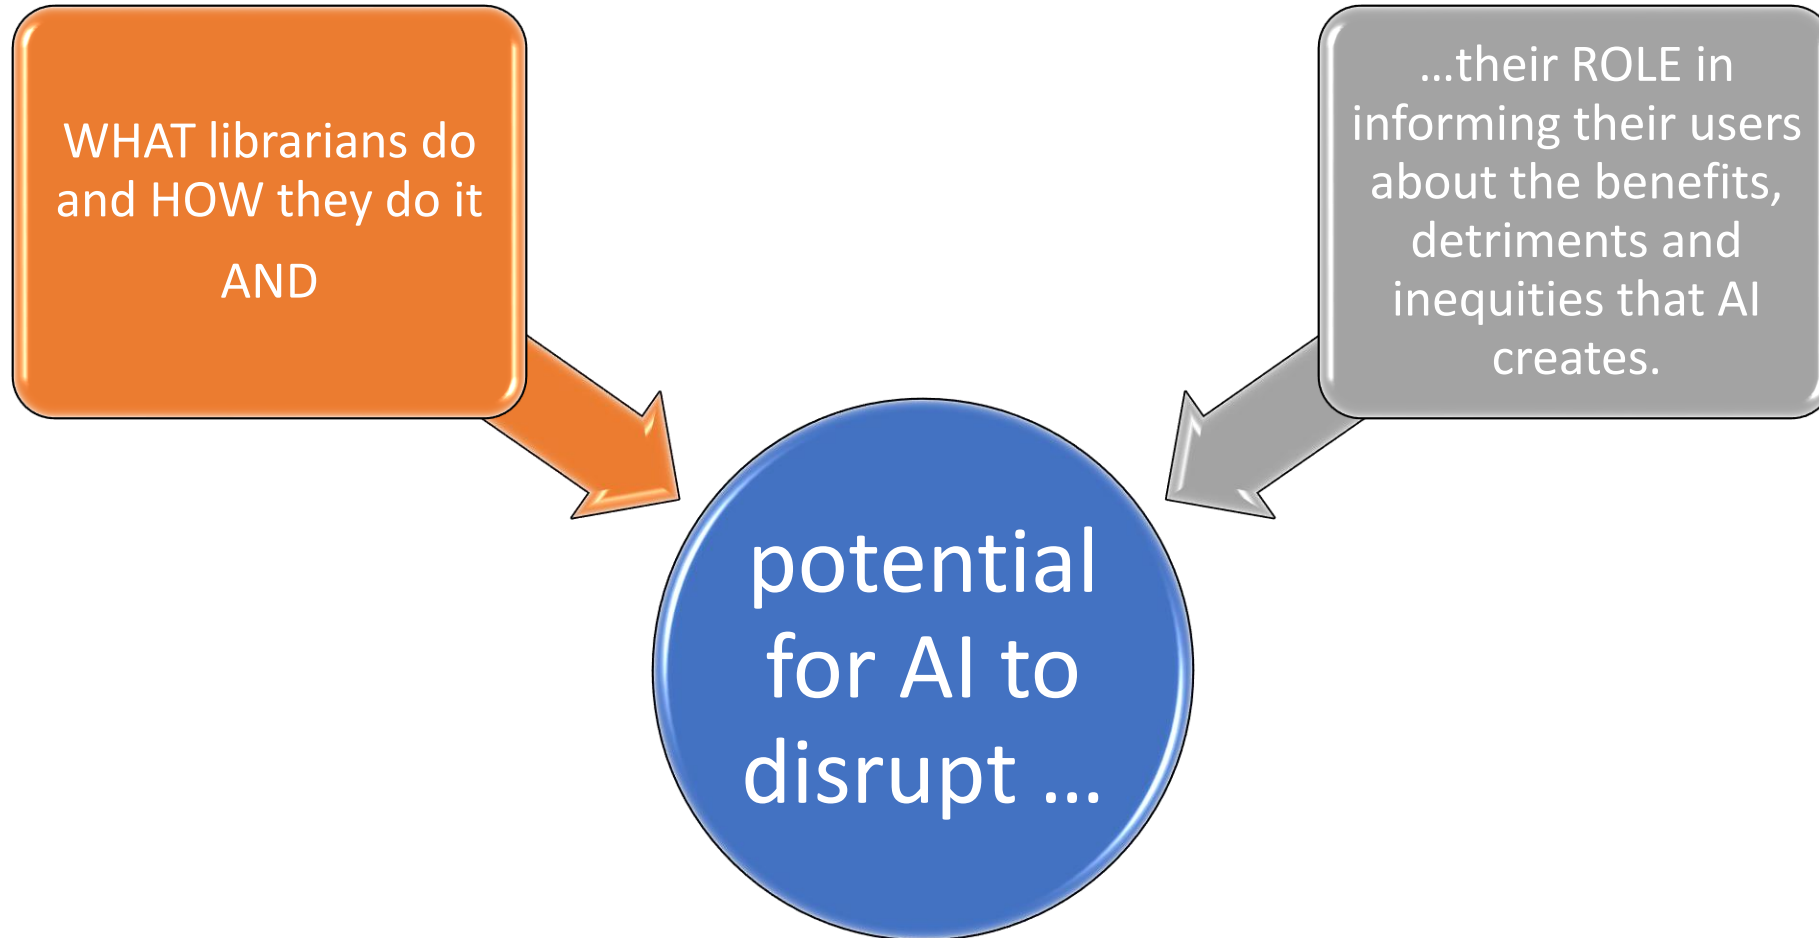 WHAT librarians do
and HOW they do it
AND
...their ROLE in
informing their users
about the benefits,
detriments and
inequities that AI
creates.
potential
for AI to
disrupt ...